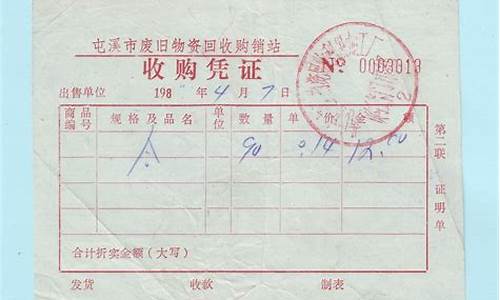 屯溪市废旧物资回收购销站
收购凭证
№ 0003013
出售单位 198 年 4 月 7 日
商品编号 规格及品名 单位 数量 单价 金额
90 0.14 12.60
第二联 证明单
合计折实金额(大写)
发货 收款 制表